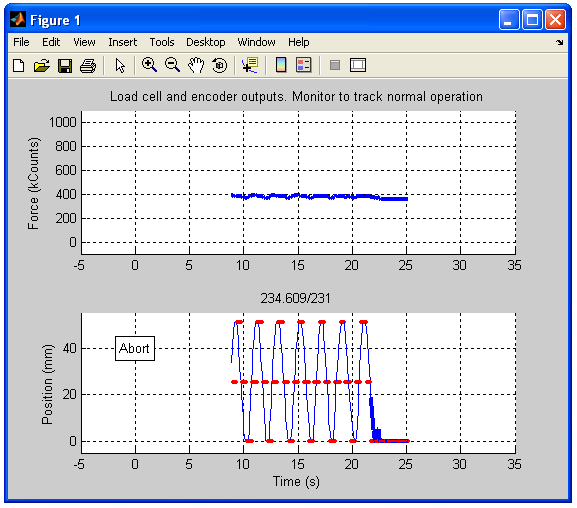 Figure 1
File Edit View Insert Tools Desktop Window Help
Load cell and encoder outputs. Monitor to track normal operation
Force (kCounts)
1000
800
600
400
200
0
-5 0 5 10 15 20 25 30 35
234.609/231
Position (mm)
40
20
0
Abort
-5 0 5 10 15 20 25 30 35
Time (s)